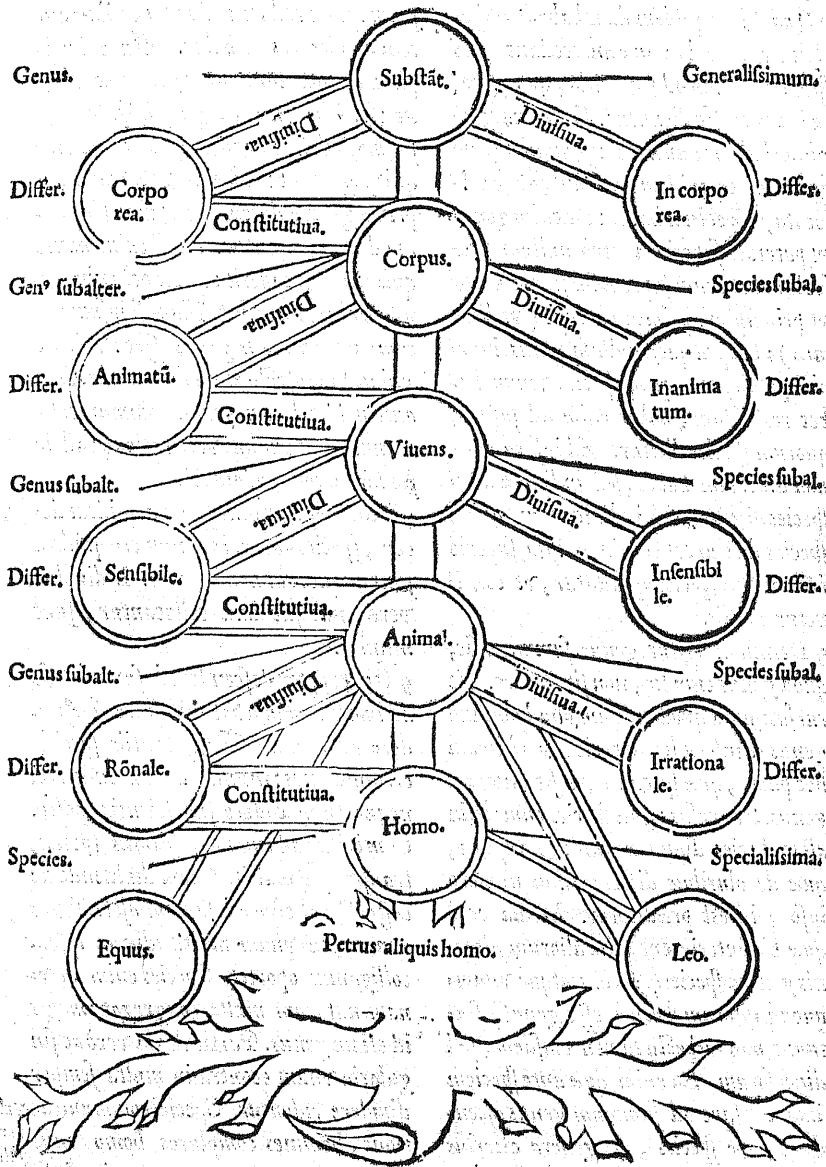 Genus.
Substãt.
Generalissimum.
Diuisiua.
Diuisiua.
Differ.
Corpo
rea.
In corpo
rea.
Differ.
Constitutiua.
Corpus.
Gen⁹ subalter.
Species subal.
Diuisiua.
Diuisiua.
Differ.
Animatũ.
Inanima
tum.
Differ.
Constitutiua.
Viuens.
Genus subalt.
Species subal.
Diuisiua.
Diuisiua.
Differ.
Sensibile.
Insensibi
le.
Differ.
Constitutiua.
Animal.
Genus subalt.
Species subal.
Diuisiua.
Diuisiua.
Differ.
Rõnale.
Irrationa
le.
Differ.
Constitutiua.
Homo.
Species.
Specialissima.
Equus.
Petrus aliquis homo.
Leo.